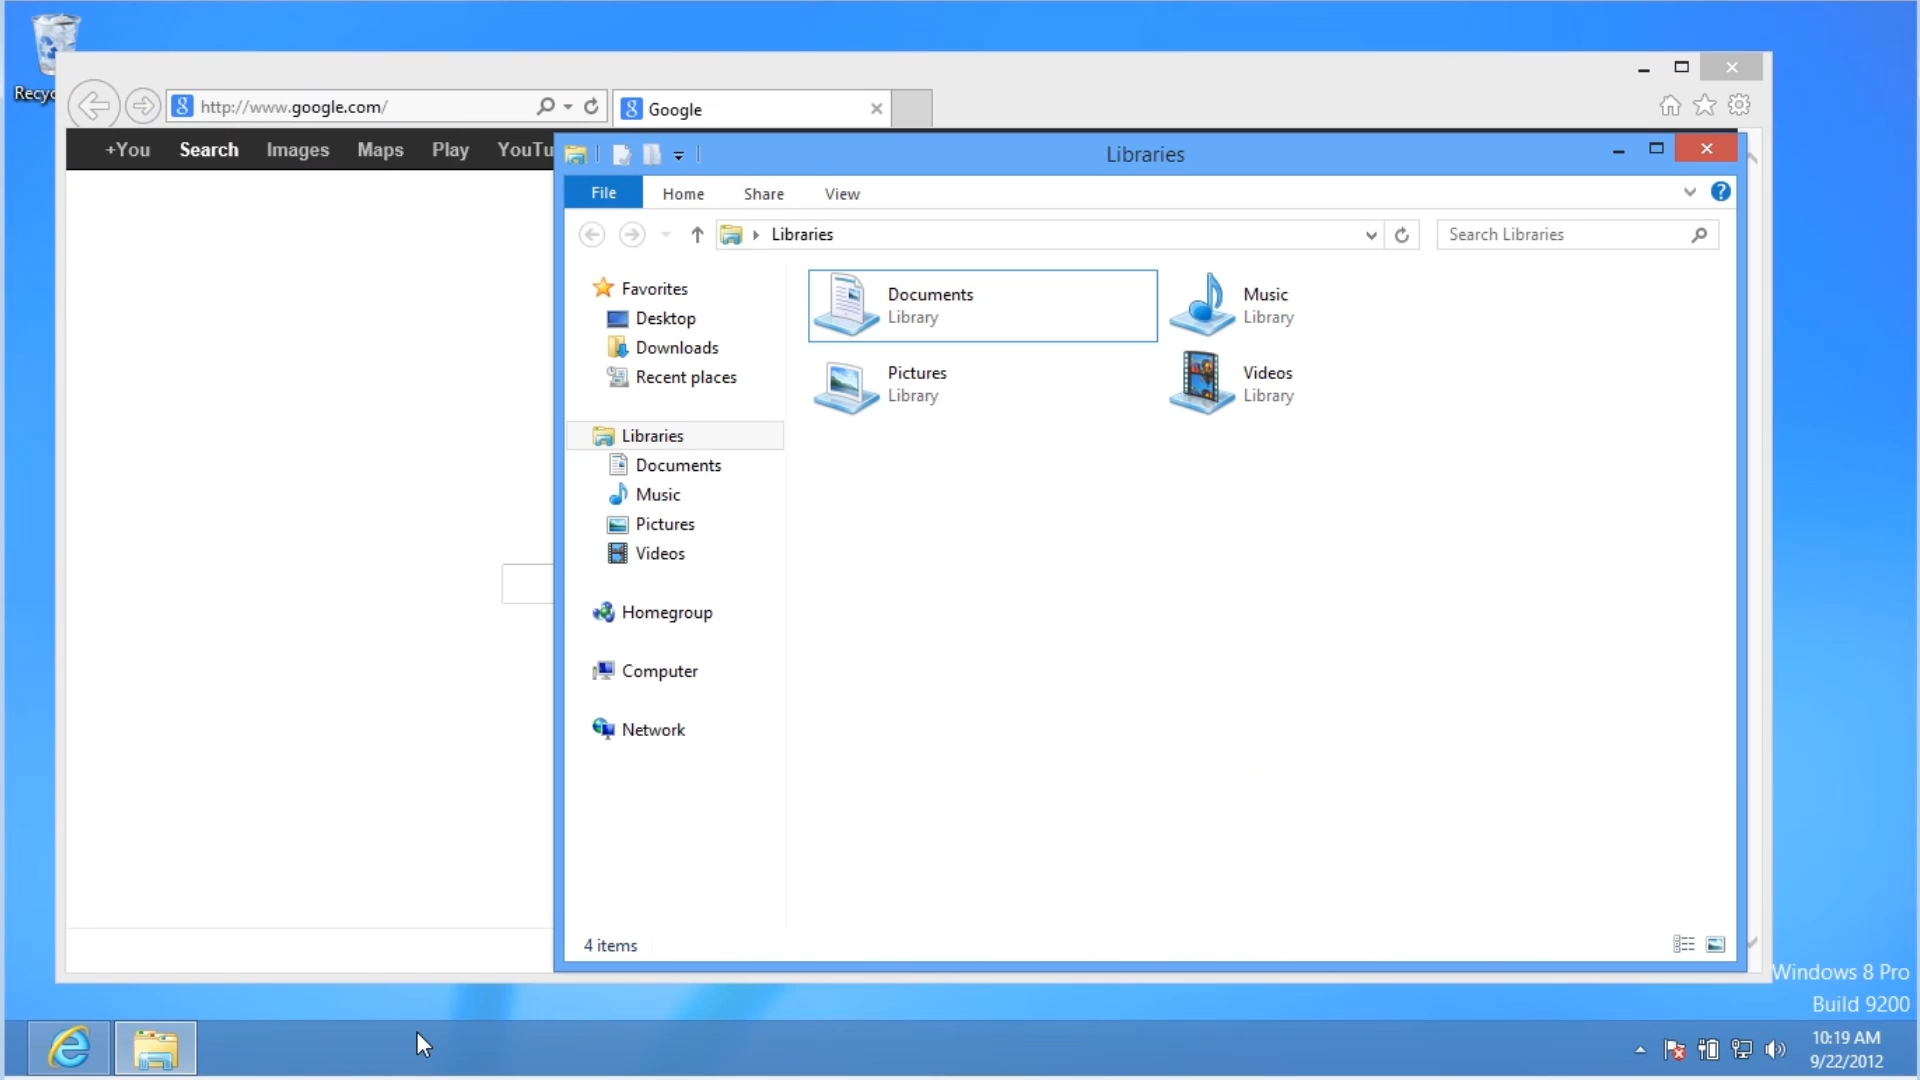 Recyc
http://www.google.com/
Google
+You Search Images Maps Play YouTu
Libraries
File Home Share View
Libraries
Search Libraries
Favorites
Desktop
Downloads
Recent places
Libraries
Documents
Music
Pictures
Videos
Homegroup
Computer
Network
Documents
Library
Music
Library
Pictures
Library
Videos
Library
4 items
Windows 8 Pro
Build 9200
10:19 AM
9/22/2012